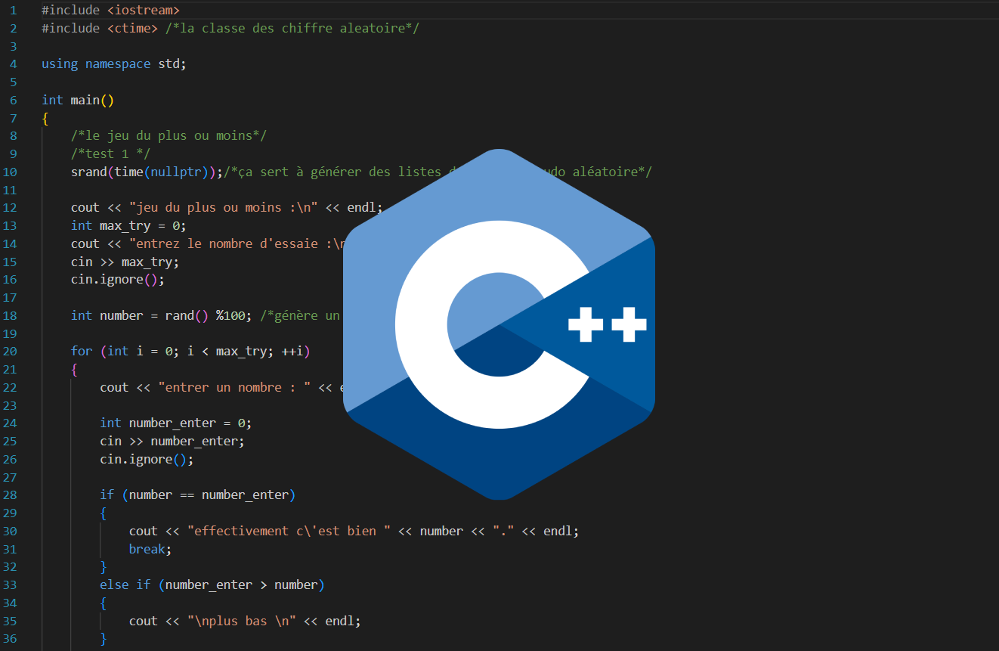 1 #include <iostream>
2 #include <ctime> /*la classe des chiffre aleatoire*/
3
4 using namespace std;
5
6 int main()
7 {
8 /*le jeu du plus ou moins*/
9 /*test 1 */
10 srand(time(nullptr));/*ça sert à générer des listes aléatoire*/
11
12 cout << "jeu du plus ou moins :\n" << endl;
13 int max_try = 0;
14 cout << "entrez le nombre d'essaie
15 cin >> max_try;
16 cin.ignore();
17
18 int number = rand() %100; /*génère un
19
20 for (int i = 0; i < max_try; ++i)
21 {
22 cout << "entrer un nombre : " <<
23
24 int number_enter = 0;
25 cin >> number_enter;
26 cin.ignore();
27
28 if (number == number_enter)
29 {
30 cout << "effectivement c\'est bien " << number << "." << endl;
31 break;
32 }
33 else if (number_enter > number)
34 {
35 cout << "\nplus bas \n" << endl;
36 }
C++